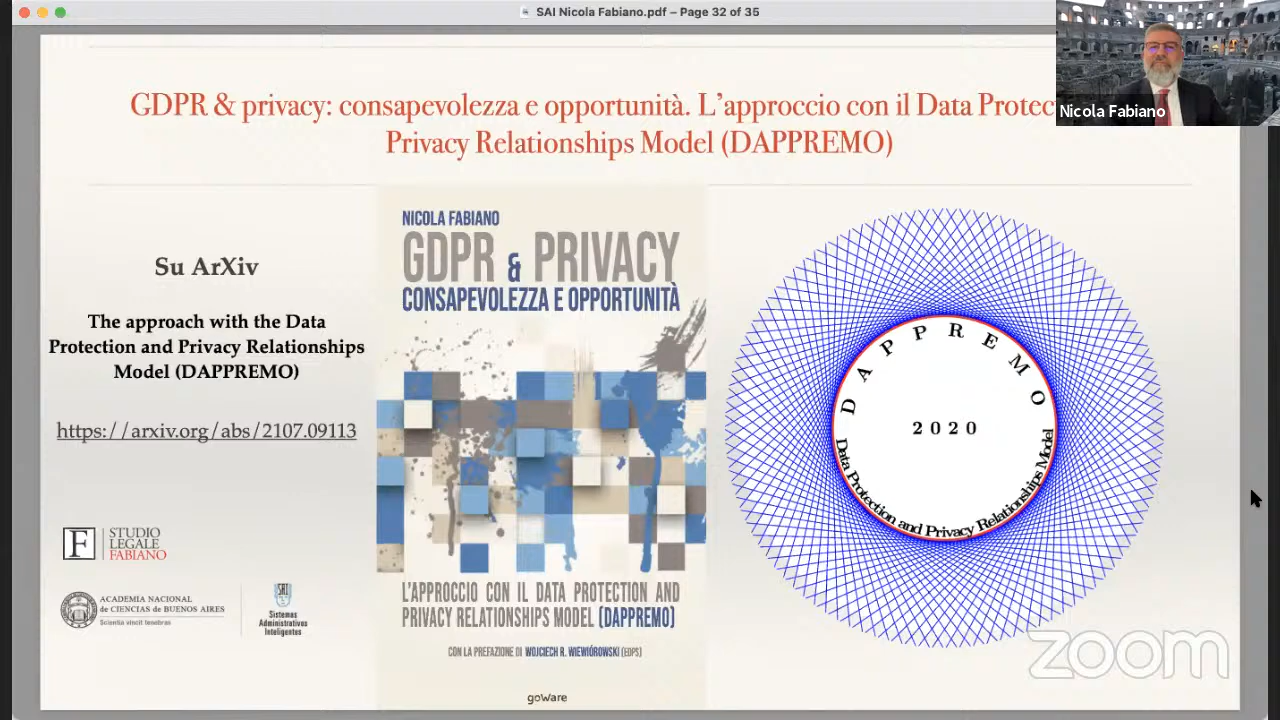 SAI Nicola Fabiano.pdf – Page 32 of 35
Nicola Fabiano
GDPR & privacy: consapevolezza e opportunità. L'approccio con il Data Protec
Privacy Relationships Model (DAPPREMO)
Su ArXiv
The approach with the Data
Protection and Privacy Relationships
Model (DAPPREMO)
https://arxiv.org/abs/2107.09113
F
STUDIO
LEGALE
FABIANO
ACADEMIA NACIONAL
de CIENCIAS de BUENOS AIRES
Scientia vincit tenebras
SAI
Sistemas
Administrativos
Inteligentes
NICOLA FABIANO
GDPR & PRIVACY
CONSAPEVOLEZZA E OPPORTUNITÀ
L'APPROCCIO CON IL DATA PROTECTION AND
PRIVACY RELATIONSHIPS MODEL (DAPPREMO)
CON LA PREFAZIONE DI WOJCIECH R. WIEWIÓROWSKI (EDPS)
goWare
DAPPREMO
2020
Data Protection and Privacy Relationships Model
zoom